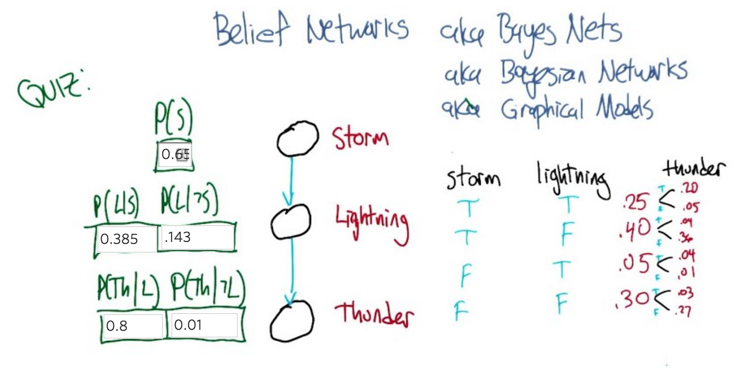 Belief Networks aka Bayes Nets
aka Bayesian Networks
aka Graphical Models
QUIZ:
P(S)
0.65
P(L|S) P(L|¬S)
0.385 .143
P(Th|L) P(Th|¬L)
0.8 0.01
Storm
Lightning
Thunder
storm lightning thunder
T T .25 < T .20
F .05
T F .40 < T .04
F .36
F T .05 < T .04
F .01
F F .30 < T .03
F .27